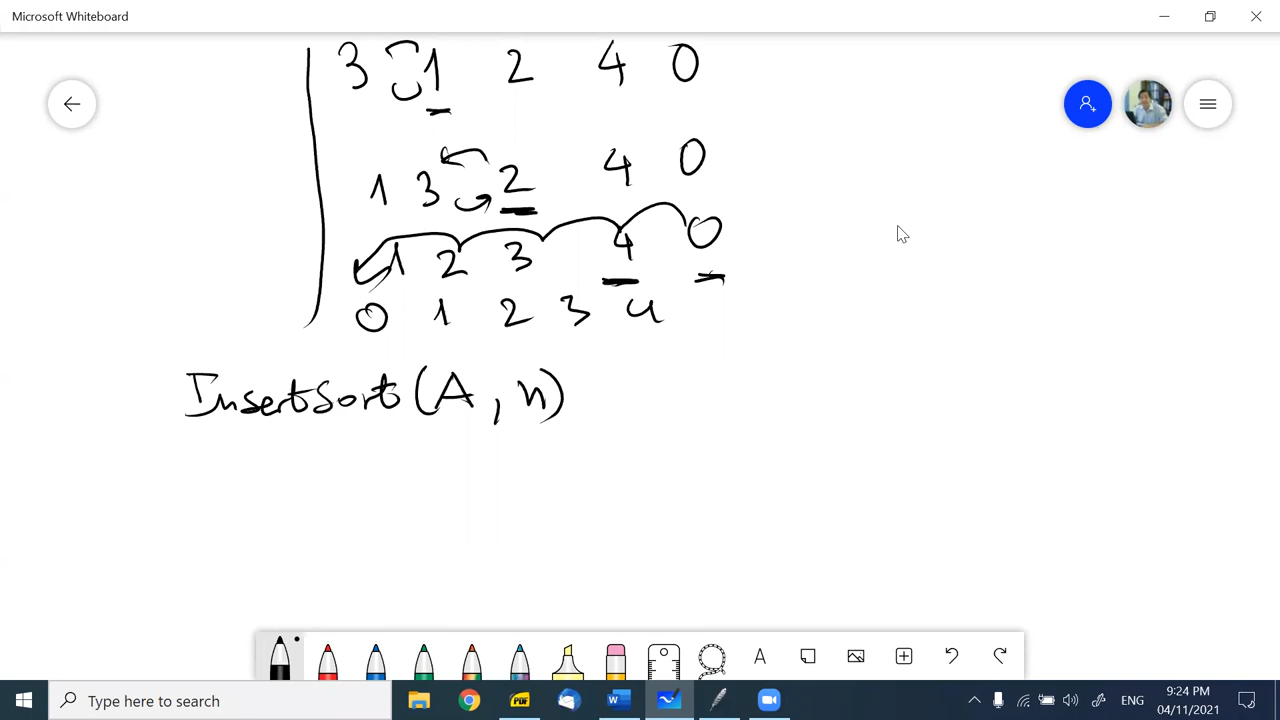 Microsoft Whiteboard
3 1 2 4 0
1 3 2 4 0
1 2 3 4 0
0 1 2 3 4
InsertSort(A, n)
A
PDF
Type here to search
ENG
9:24 PM
04/11/2021